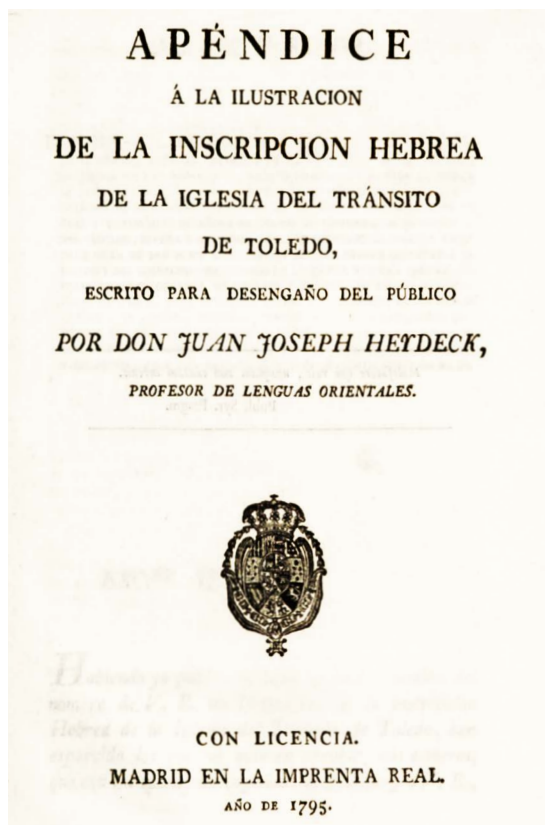 APÉNDICE
Á LA ILUSTRACION
DE LA INSCRIPCION HEBREA
DE LA IGLESIA DEL TRÁNSITO
DE TOLEDO,
ESCRITO PARA DESENGAÑO DEL PÚBLICO
POR DON JUAN JOSEPH HEYDECK,
PROFESOR DE LENGUAS ORIENTALES.
CON LICENCIA.
MADRID EN LA IMPRENTA REAL.
AÑO DE 1795.